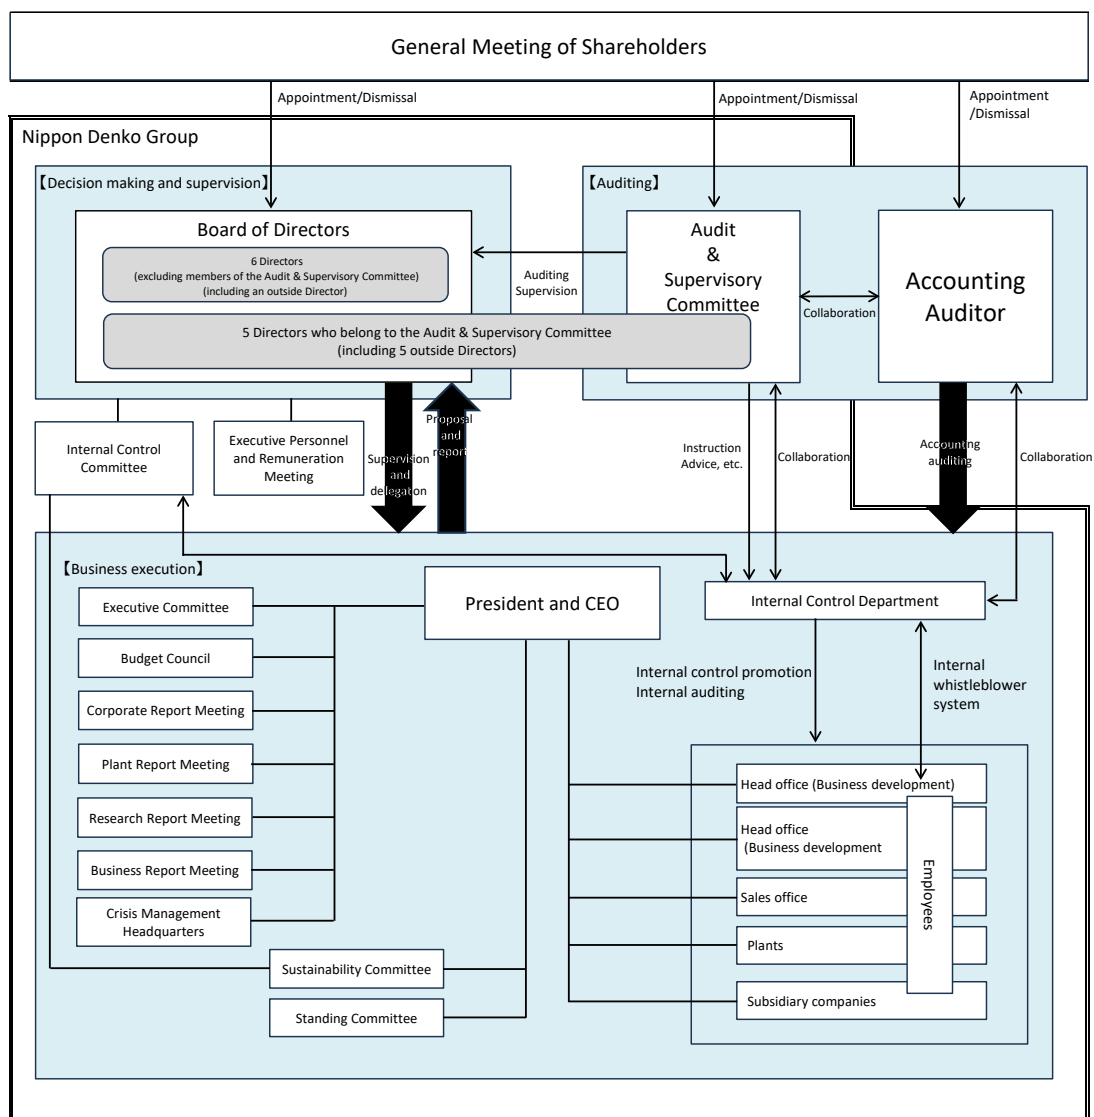 General Meeting of Shareholders
Appointment/Dismissal
Appointment/Dismissal
Appointment
/Dismissal
Nippon Denko Group
【Decision making and supervision】
【Auditing】
Board of Directors
6 Directors
(excluding members of the Audit & Supervisory Committee)
(including an outside Director)
Auditing
Supervision
Audit
&
Supervisory
Committee
Collaboration
Accounting
Auditor
5 Directors who belong to the Audit & Supervisory Committee
(including 5 outside Directors)
Internal Control
Committee
Executive Personnel
and Remuneration
Meeting
Supervision
and
delegation
Proposal
and
report
Instruction
Advice, etc.
Collaboration
Accounting
auditing
Collaboration
【Business execution】
President and CEO
Internal Control Department
Executive Committee
Budget Council
Corporate Report Meeting
Plant Report Meeting
Research Report Meeting
Business Report Meeting
Crisis Management
Headquarters
Sustainability Committee
Standing Committee
Internal control promotion
Internal auditing
Internal
whistleblower
system
Head office (Business development)
Head office
(Business development
Sales office
Plants
Subsidiary companies
Employees